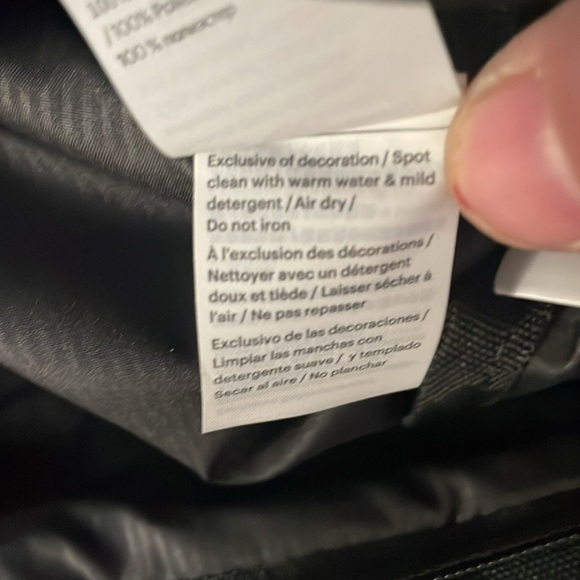 100%
/100% Poli
100 % полиэстер
Exclusive of decoration / Spot
clean with warm water & mild
detergent / Air dry /
Do not iron
À l'exclusion des décorations /
Nettoyer avec un détergent
doux et tiède / Laisser sécher à
l'air / Ne pas repasser
Exclusivo de las decoraciones /
Limpiar las manchas con
detergente suave / y templado
Secar al aire / No planchar